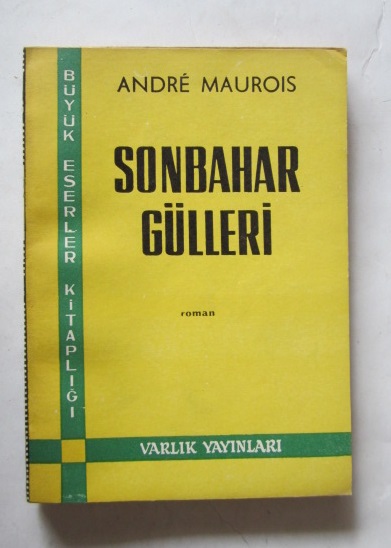 ANDRÉ MAUROIS
SONBAHAR
GÜLLERİ
roman
BÜYÜK ESERLER KİTAPLIĞI
VARLIK YAYINLARI